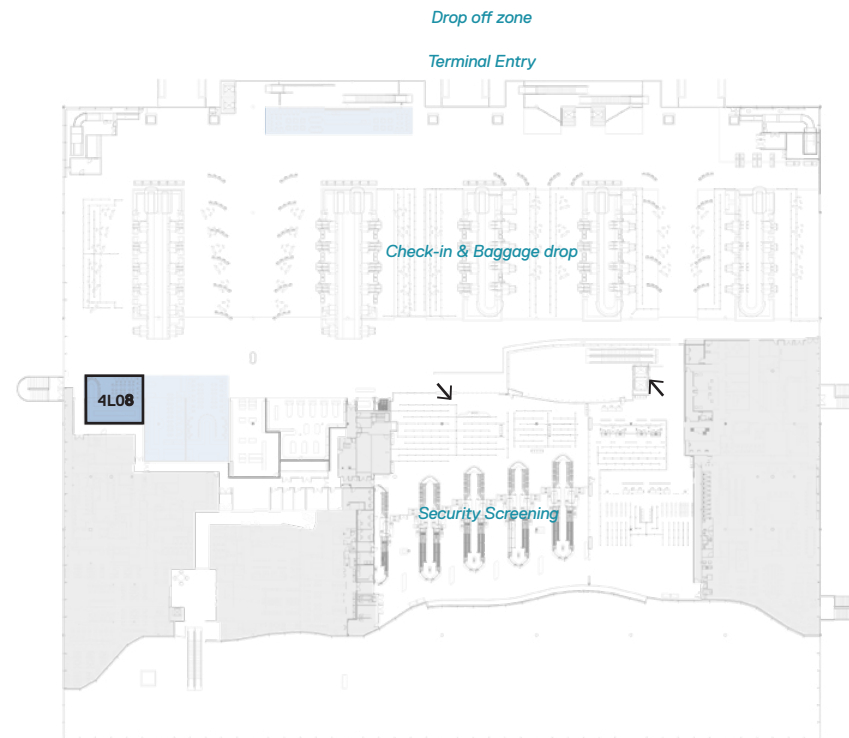 Drop off zone
Terminal Entry
Check-in & Baggage drop
4L08
Security Screening